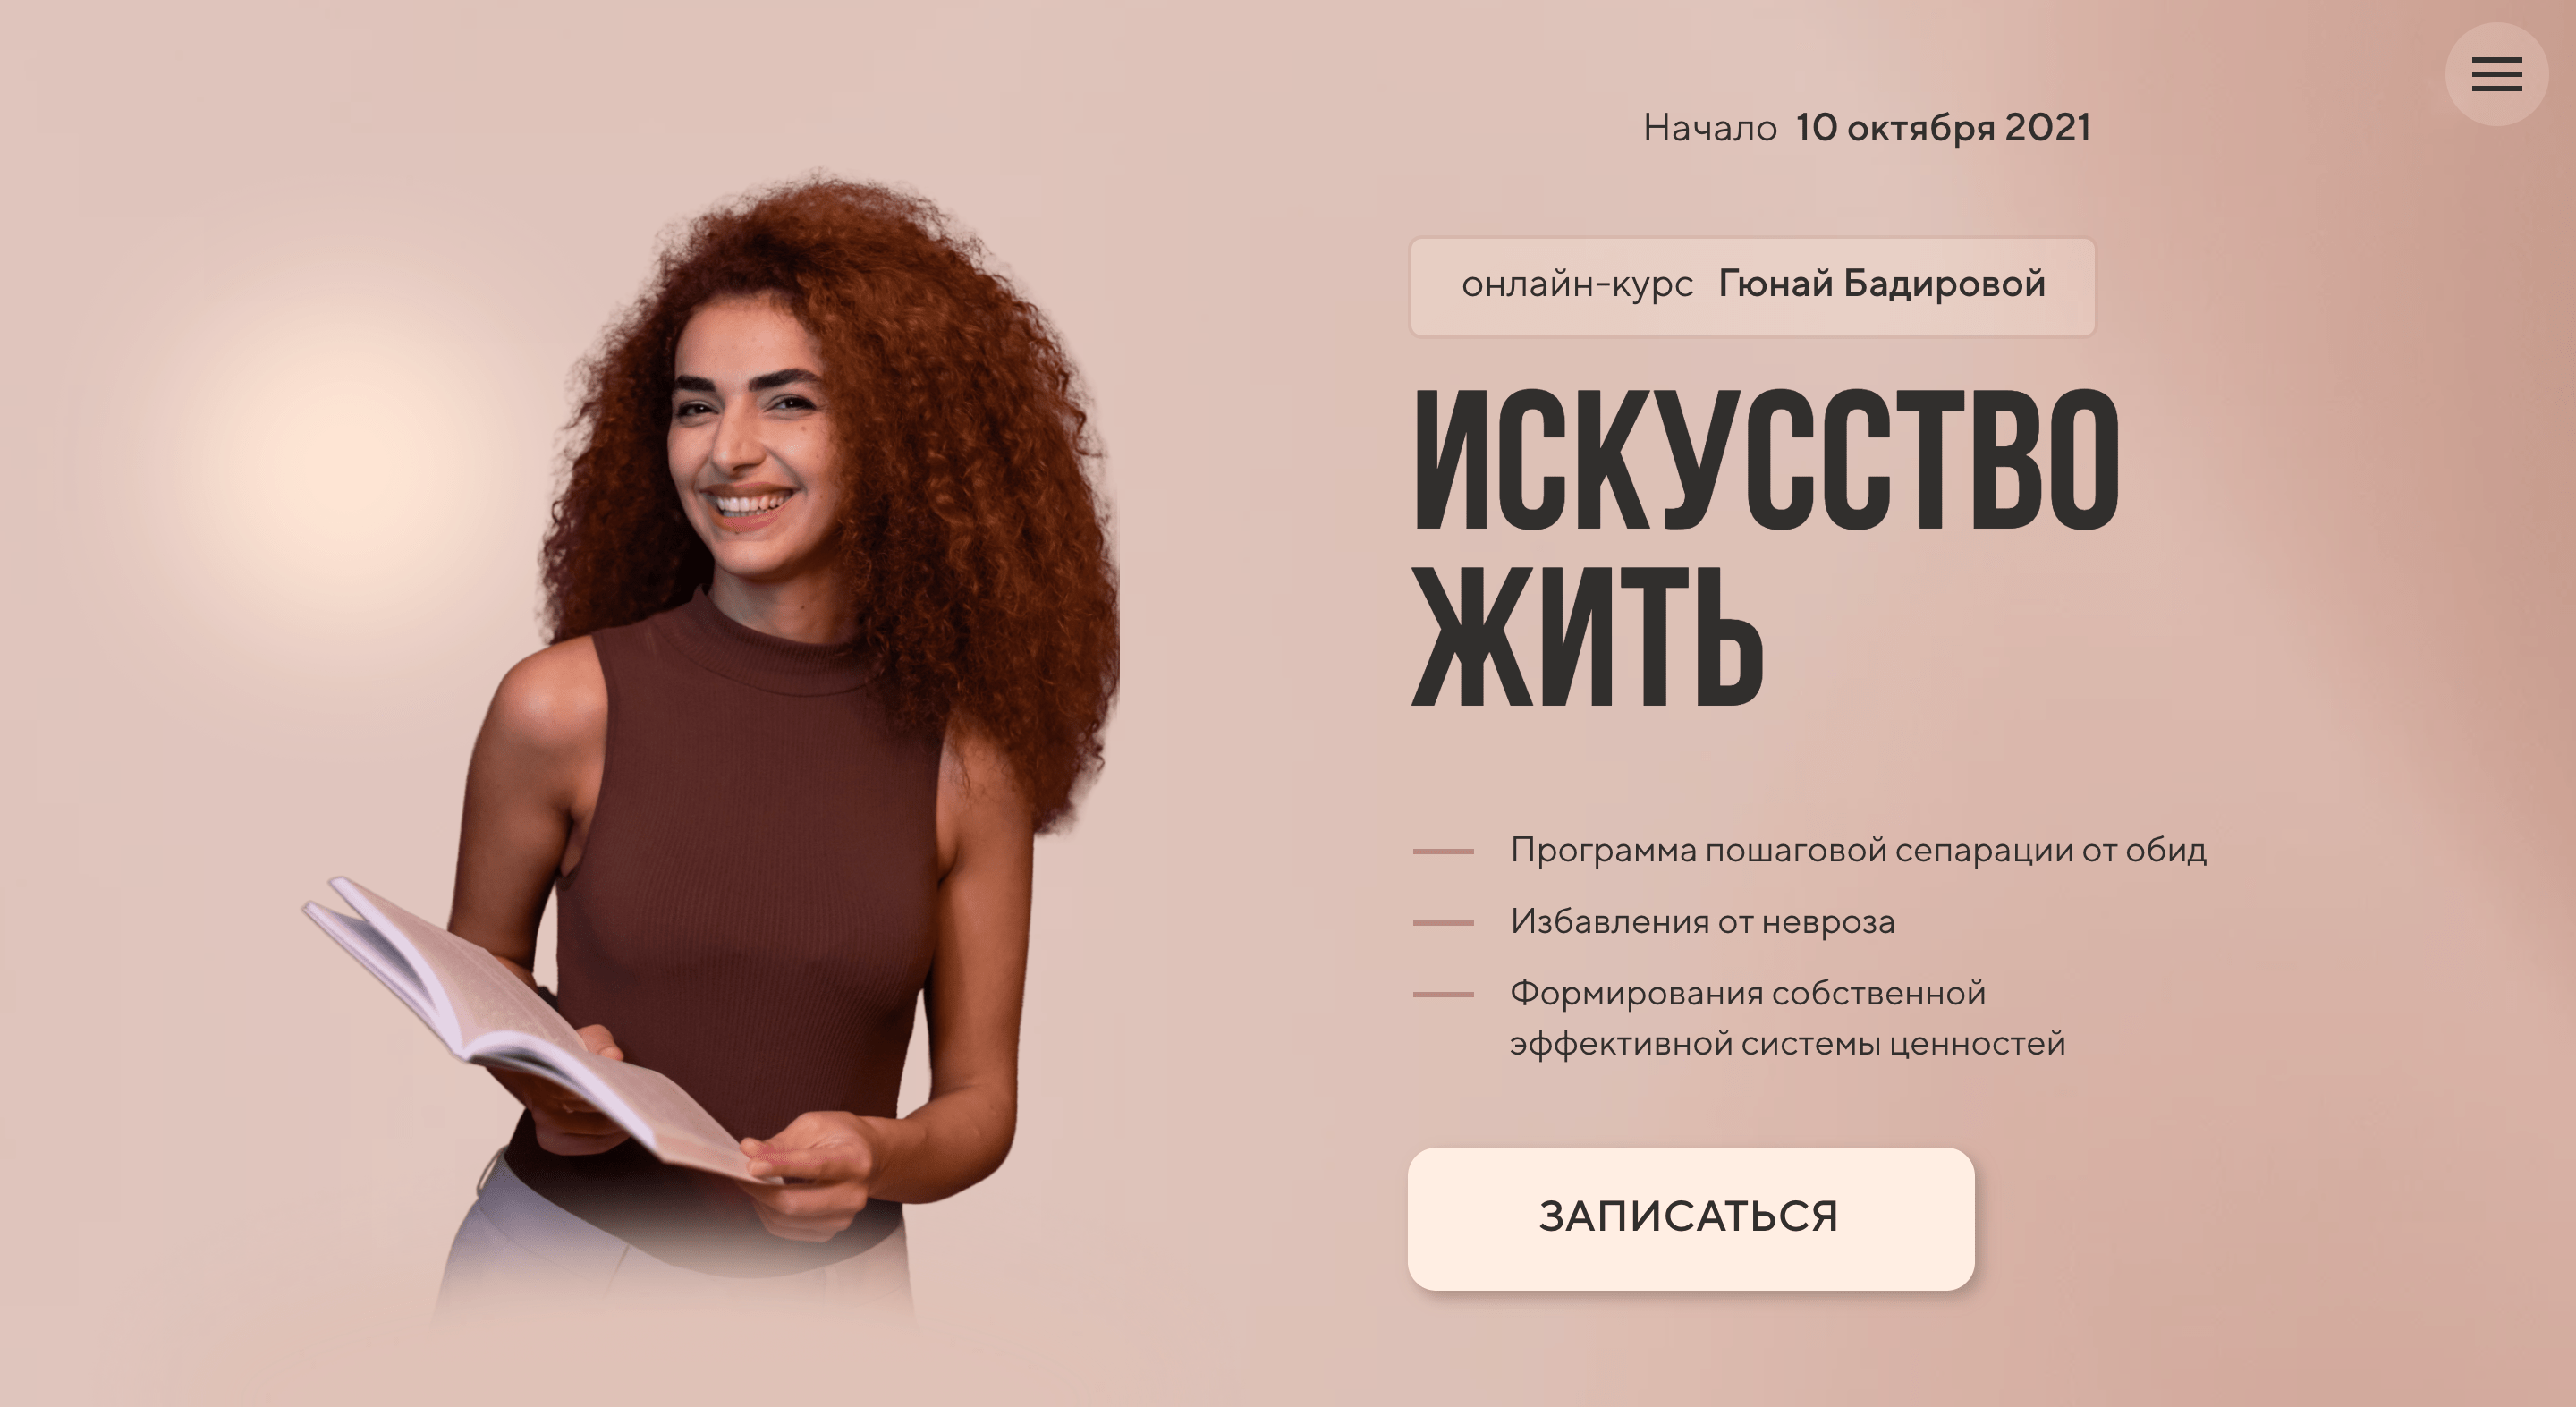 Начало 10 октября 2021
онлайн-курс Гюнай Бадировой
ИСКУССТВО
ЖИТЬ
Программа пошаговой сепарации от обид
Избавления от невроза
Формирования собственной
эффективной системы ценностей
ЗАПИСАТЬСЯ